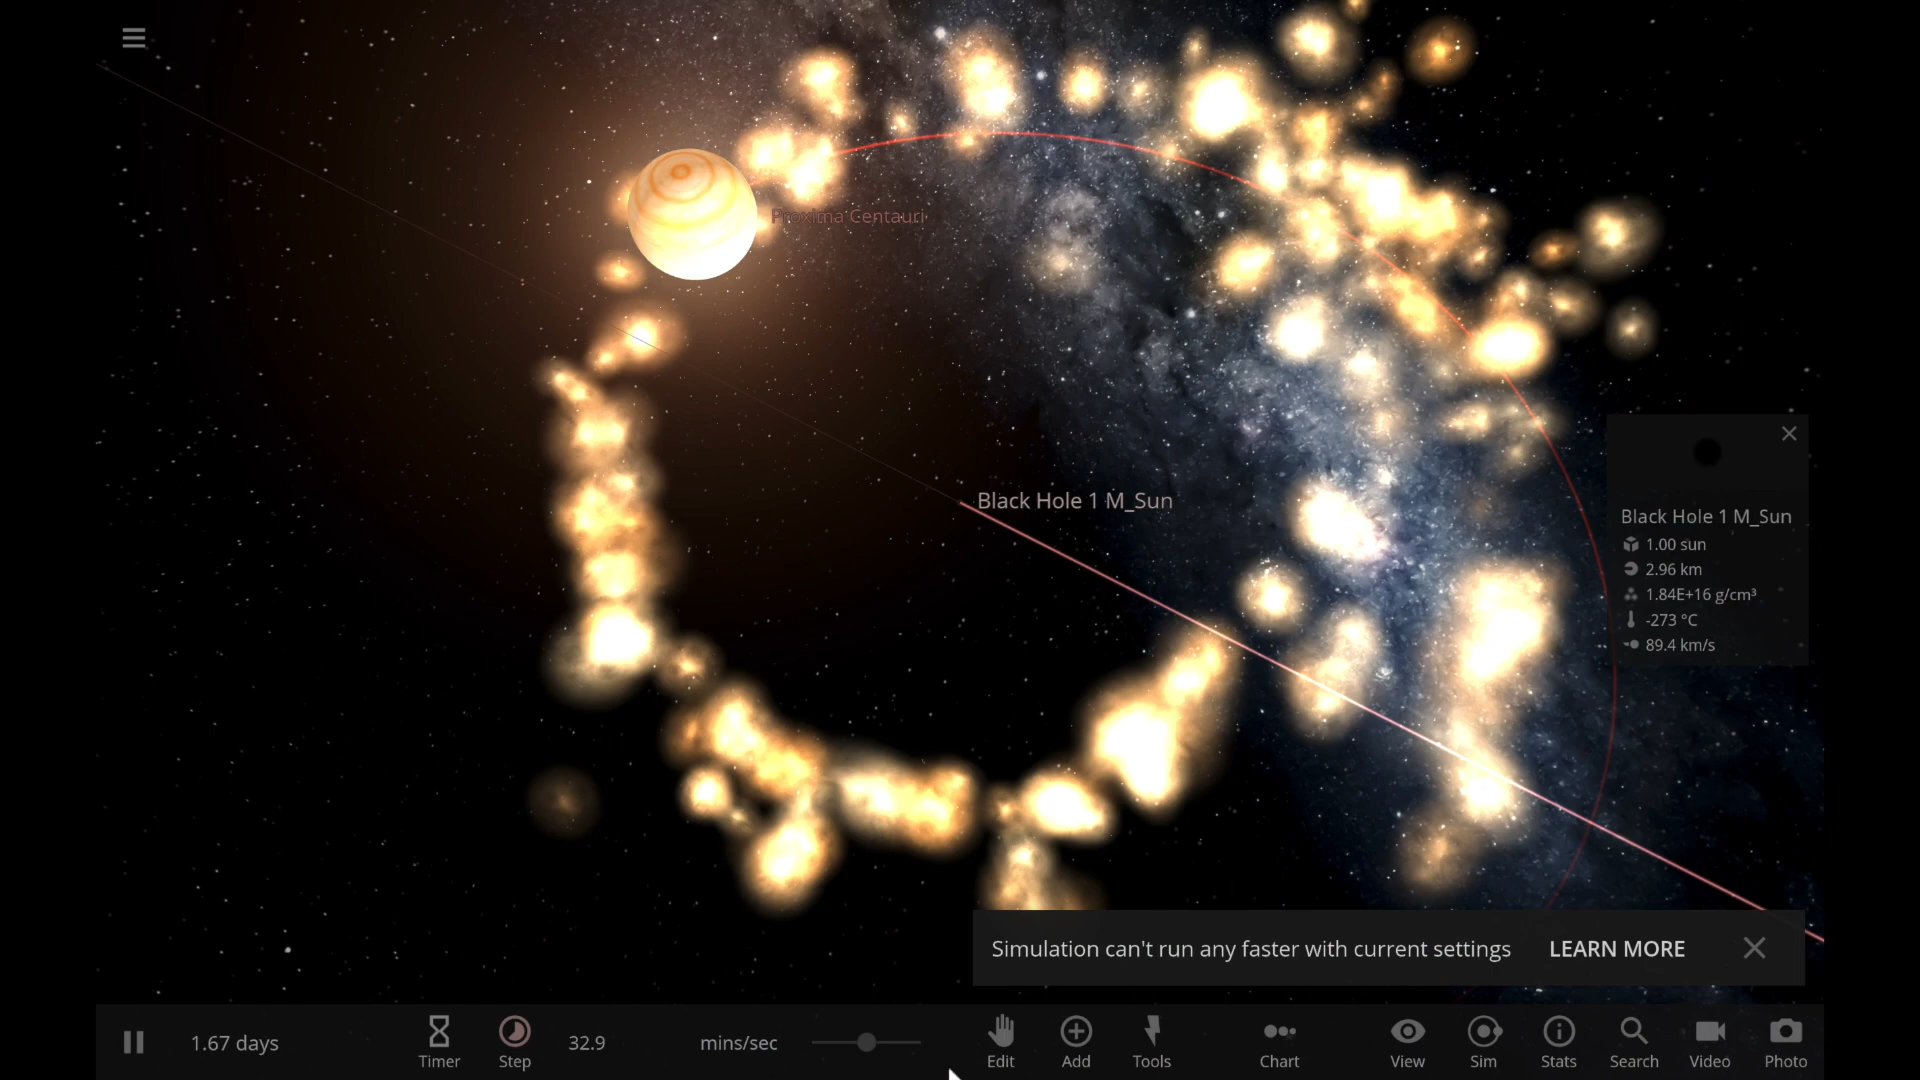 Proxima Centauri
Black Hole 1 M_Sun
Black Hole 1 M_Sun
1.00 sun
2.96 km
1.84E+16 g/cm³
-273 °C
89.4 km/s
Simulation can't run any faster with current settings LEARN MORE
1.67 days
Timer
Step
32.9 mins/sec
Edit
Add
Tools
Chart
View
Sim
Stats
Search
Video
Photo